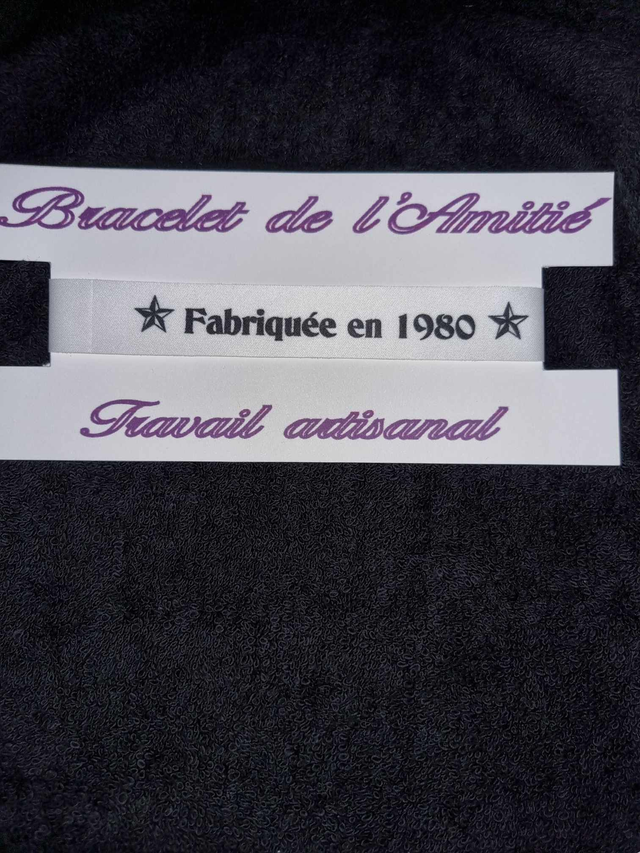 Bracelet de l'Amitié
Fabriquée en 1980
Travail artisanal